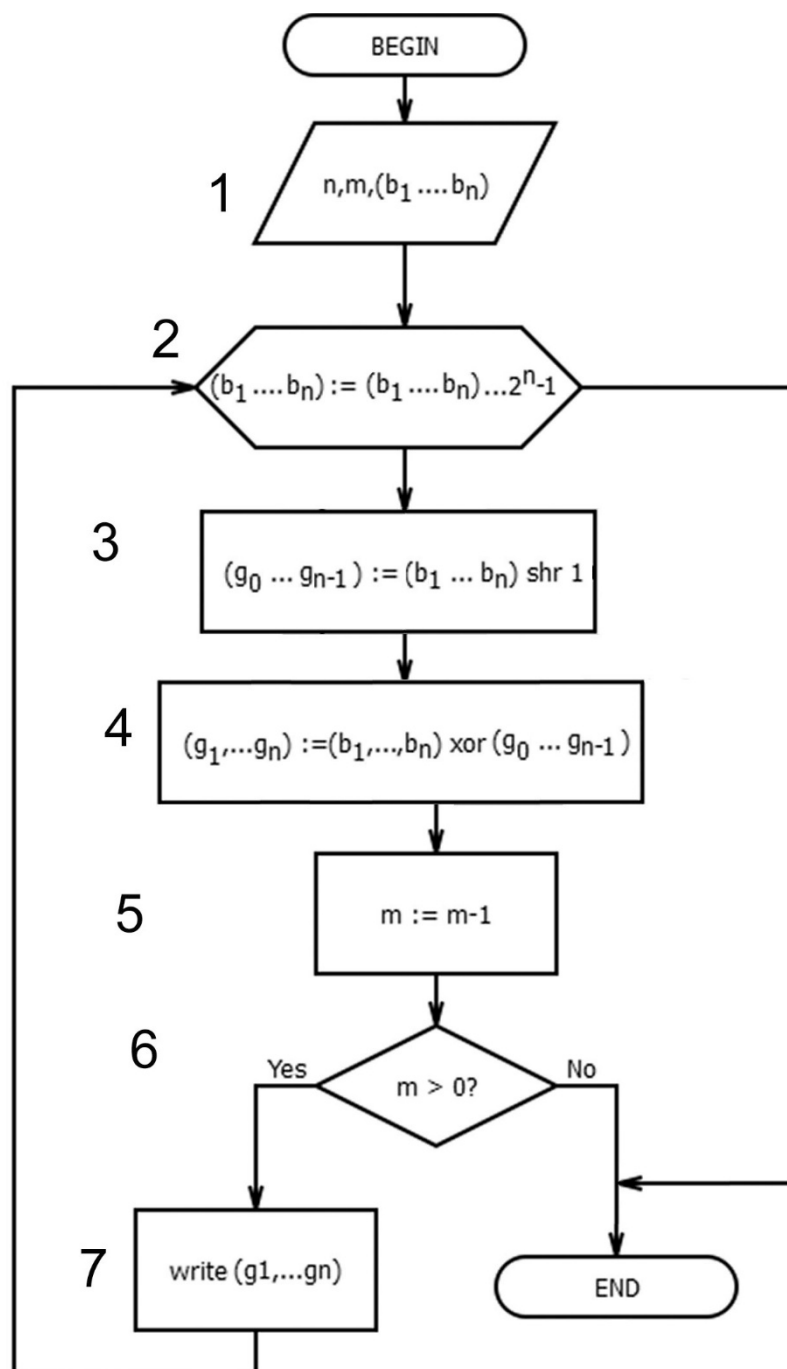 BEGIN
1
n,m,(b₁ ....bₙ)
2
(b₁ ....bₙ) := (b₁ ....bₙ) ...2ⁿ-1
3
(g₀ ... gₙ₋₁) := (b₁ ... bₙ) shr 1
4
(g₁,...gₙ) :=(b₁,...,bₙ) xor (g₀ ... gₙ₋₁)
5
m := m-1
6
Yes
m > 0?
No
7
write (g1,...gn)
END